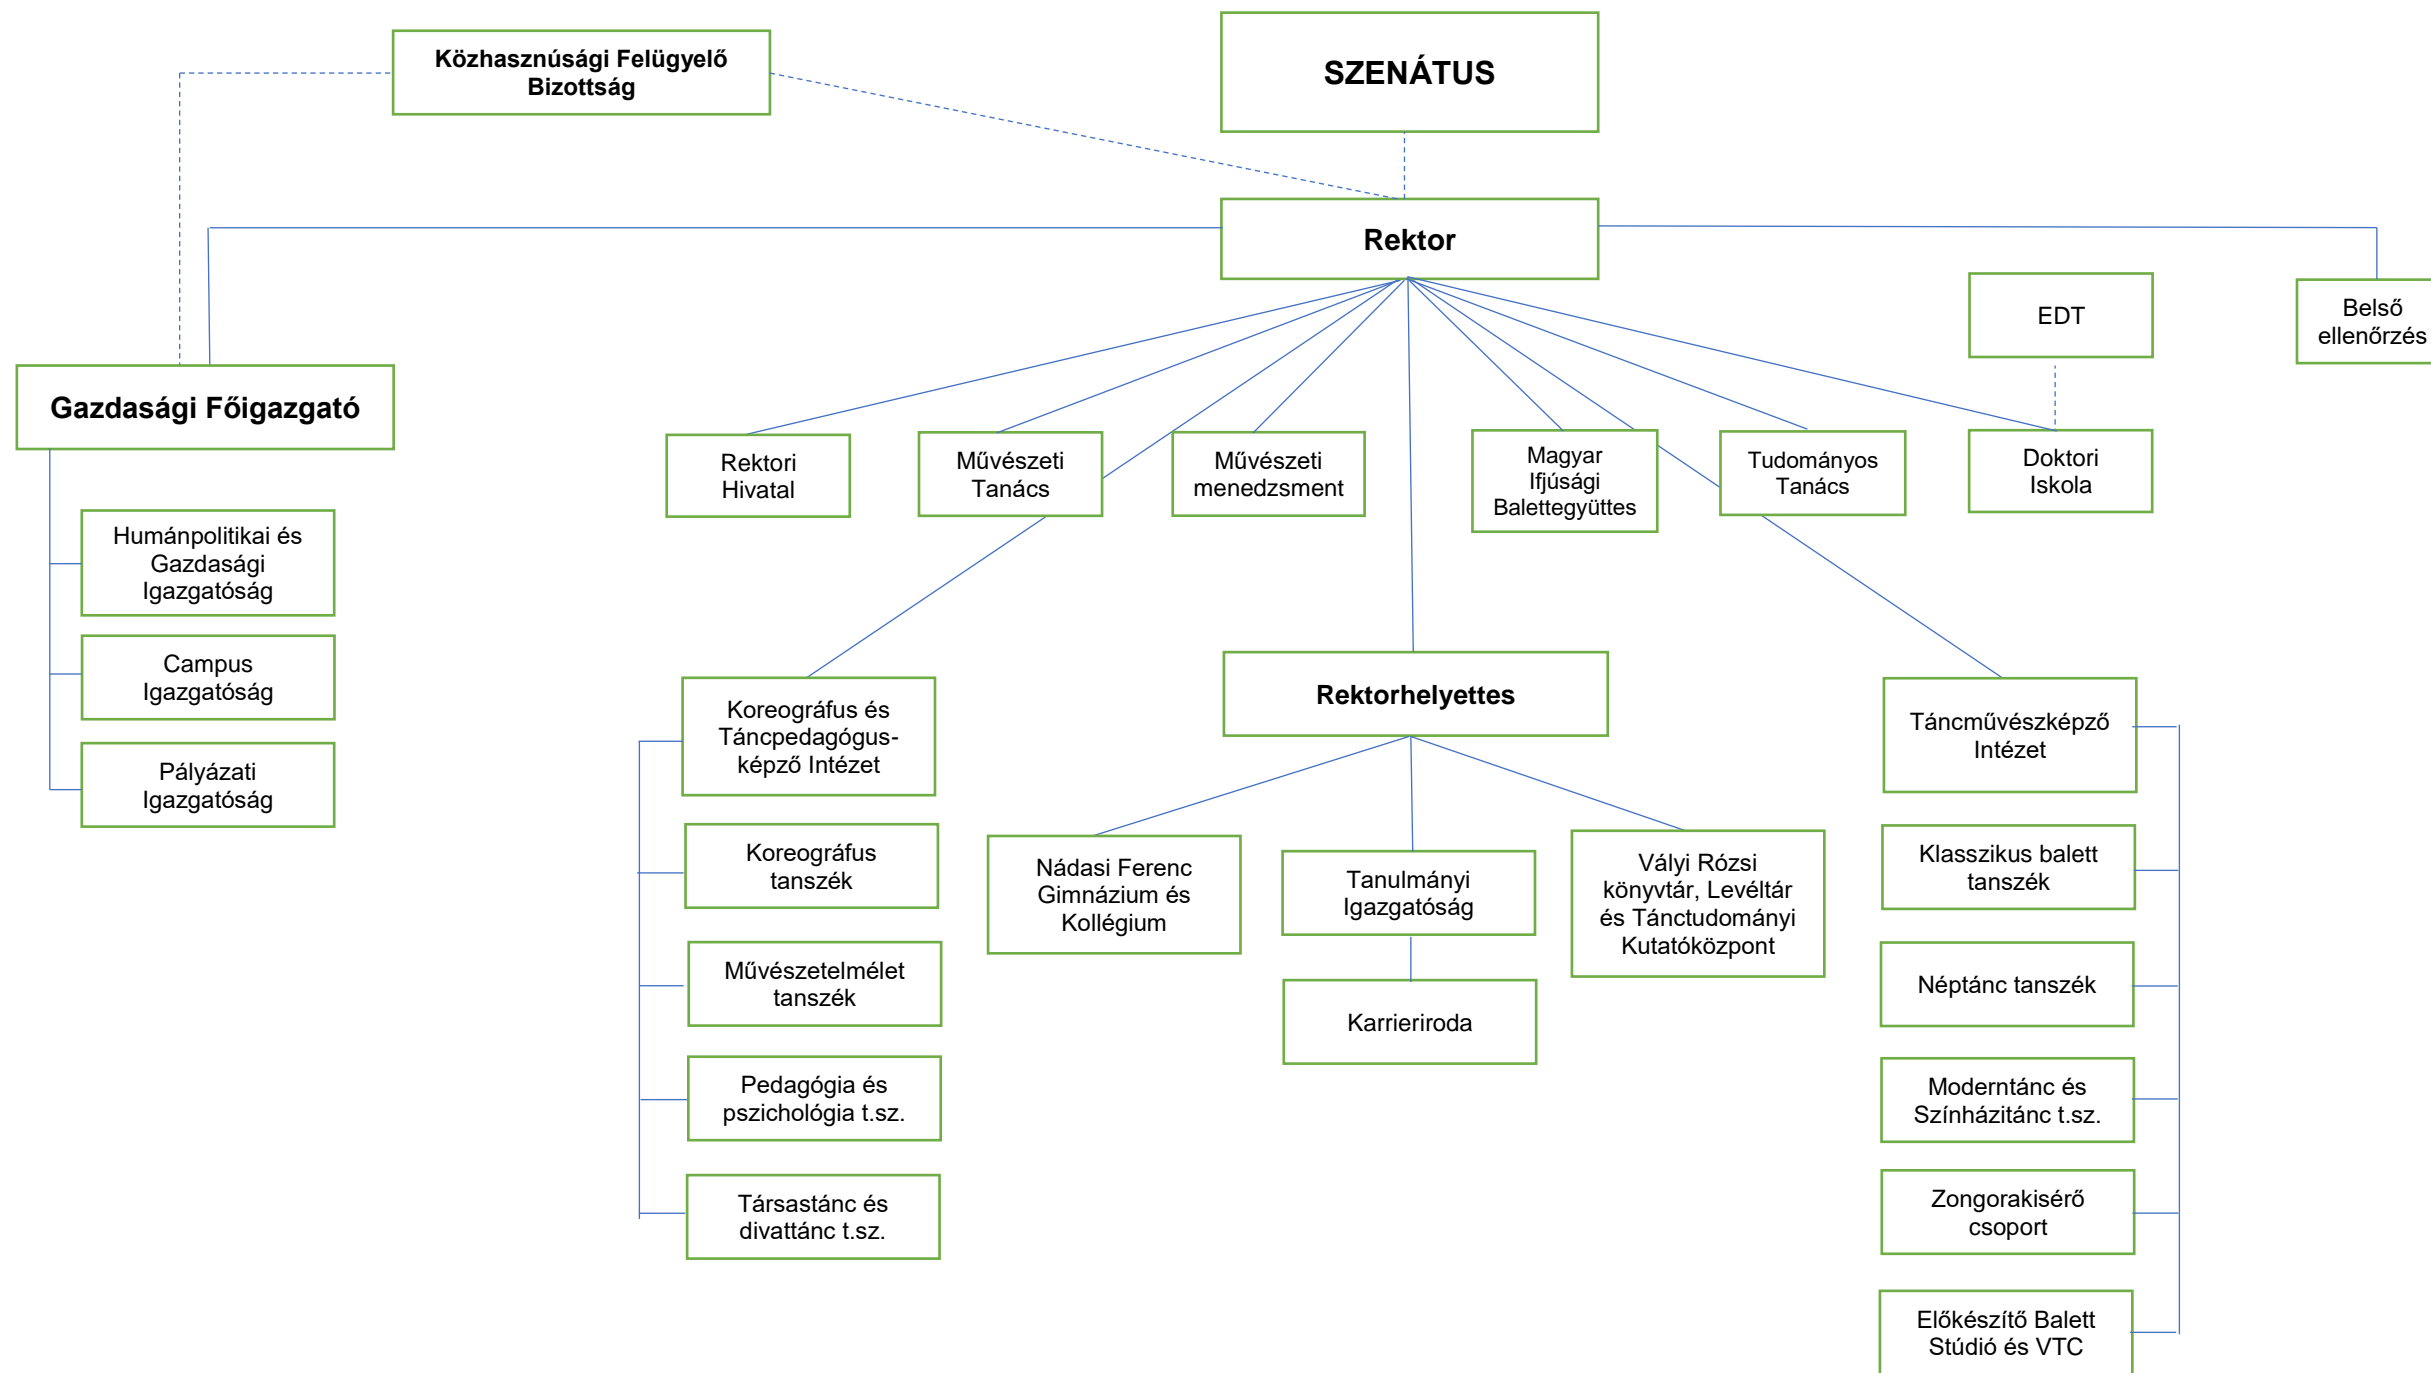 Közhasznúsági Felügyelő
Bizottság
SZENÁTUS
Rektor
EDT
Belső
ellenőrzés
Gazdasági Főigazgató
Rektori
Hivatal
Művészeti
Tanács
Művészeti
menedzsment
Magyar
Ifjúsági
Balettegyüttes
Tudományos
Tanács
Doktori
Iskola
Humánpolitikai és
Gazdasági
Igazgatóság
Campus
Igazgatóság
Pályázati
Igazgatóság
Koreográfus és
Táncpedagógus-
képző Intézet
Koreográfus
tanszék
Művészetelmélet
tanszék
Pedagógia és
pszichológia t.sz.
Társastánc és
divattánc t.sz.
Rektorhelyettes
Nádasi Ferenc
Gimnázium és
Kollégium
Tanulmányi
Igazgatóság
Karrieriroda
Vályi Rózsi
könyvtár, Levéltár
és Tánctudományi
Kutatóközpont
Táncművészképző
Intézet
Klasszikus balett
tanszék
Néptánc tanszék
Moderntánc és
Színházitánc t.sz.
Zongorakisérő
csoport
Előkészítő Balett
Stúdió és VTC